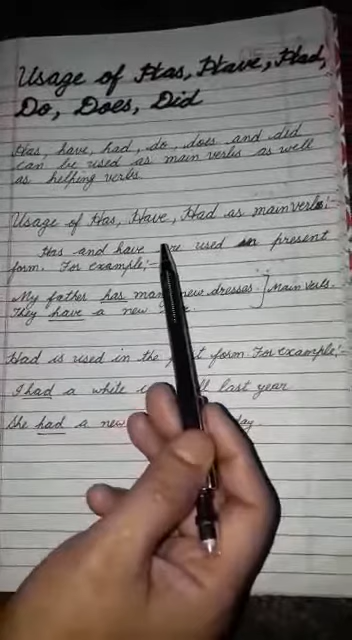 Usage of Has, Have, Had,
Do, Does, Did
Has, have, had, do, does and did
can be used as main verbs as well
as helping verbs.
Usage of Has, Have, Had as main verbs:-
Has and have are used in present
form. For example:-
My father has many new dresses. ] Main verbs.
They have a new
Had is used in the past form. For example:-
I had a white last year
She had a new